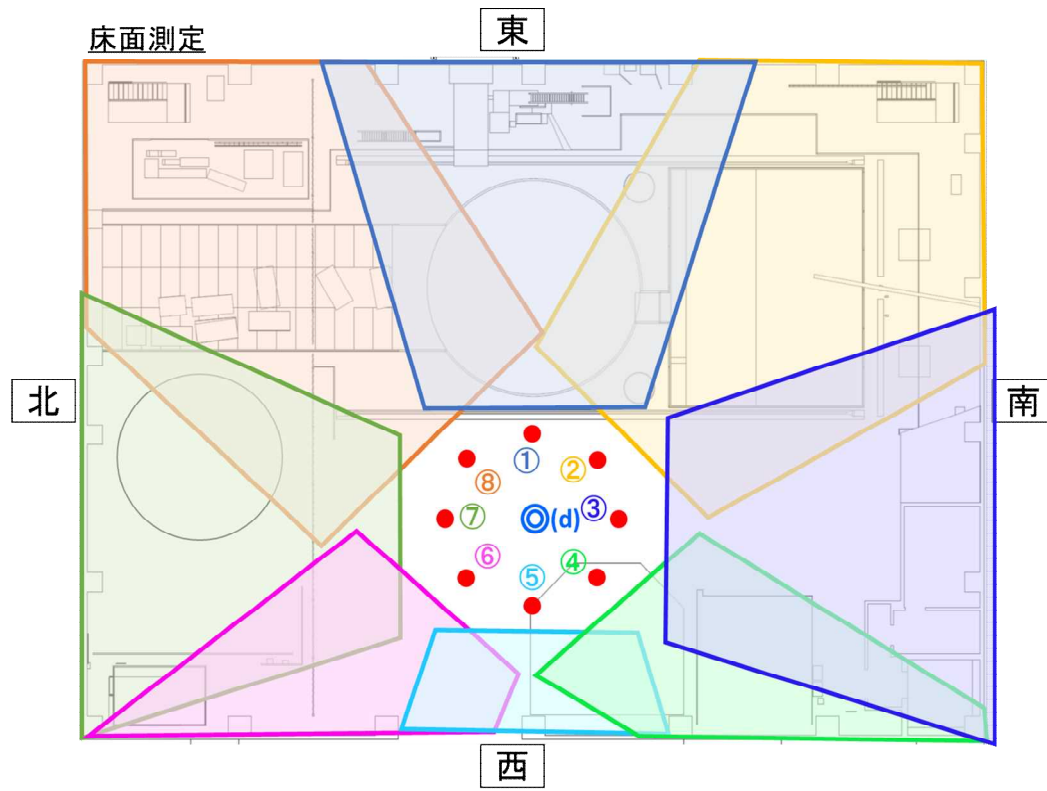 床面測定
東
北
南
①
②
⑧
⑦
(d)
③
⑥
⑤
④
西